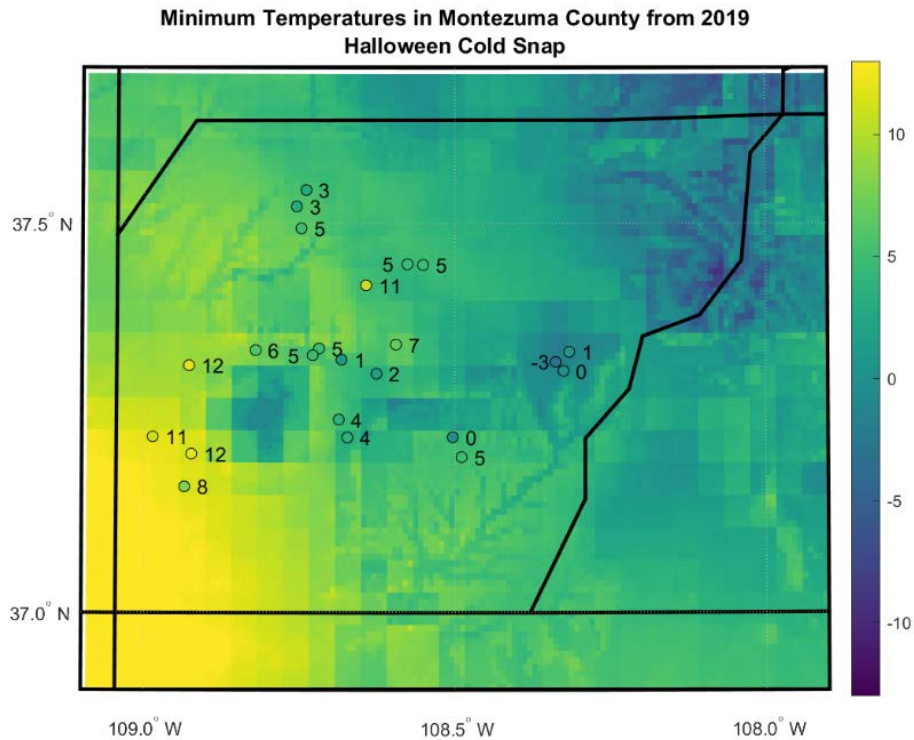 Minimum Temperatures in Montezuma County from 2019
Halloween Cold Snap
10
3
3
37.5° N
5
5 5
5
11
6 5 7
5 1 1
12 -3
2 0
0
4
11 4 0
12 5
8
-5
-10
37.0° N
109.0° W 108.5° W 108.0° W